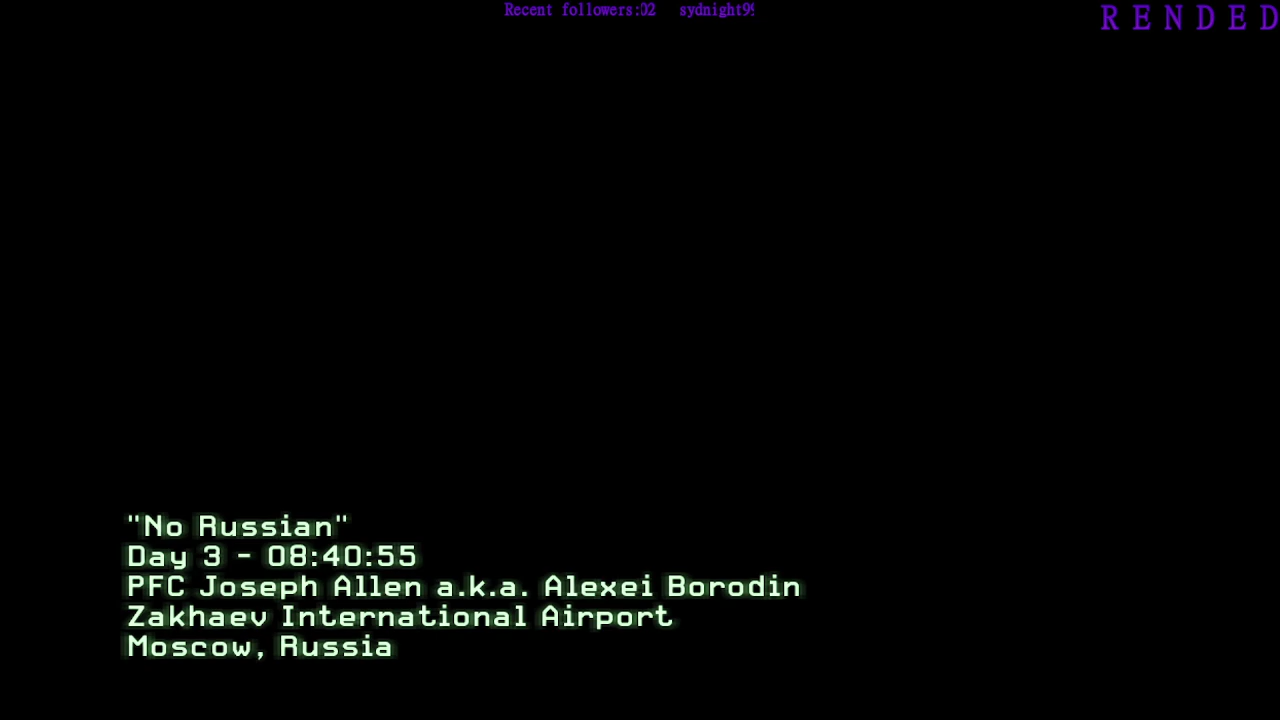 Recent followers:02 sydnight99
R E N D E D
"No Russian"
Day 3 - 08:40:55
PFC Joseph Allen a.k.a. Alexei Borodin
Zakhaev International Airport
Moscow, Russia